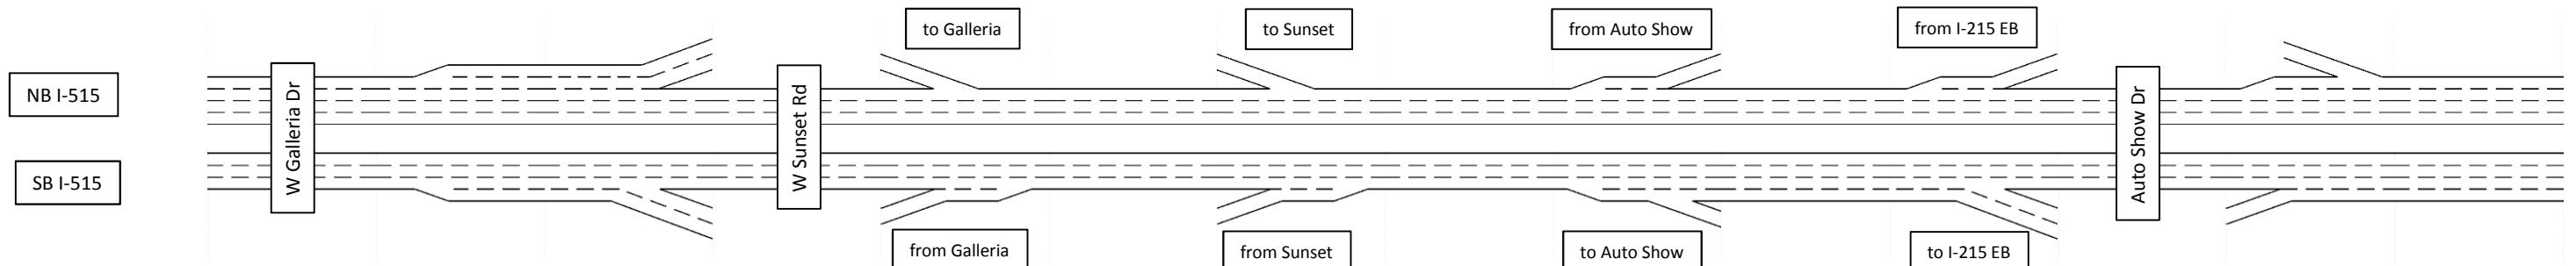 to Galleria
to Sunset
from Auto Show
from I-215 EB
NB I-515
SB I-515
W Galleria Dr
W Sunset Rd
Auto Show Dr
from Galleria
from Sunset
to Auto Show
to I-215 EB